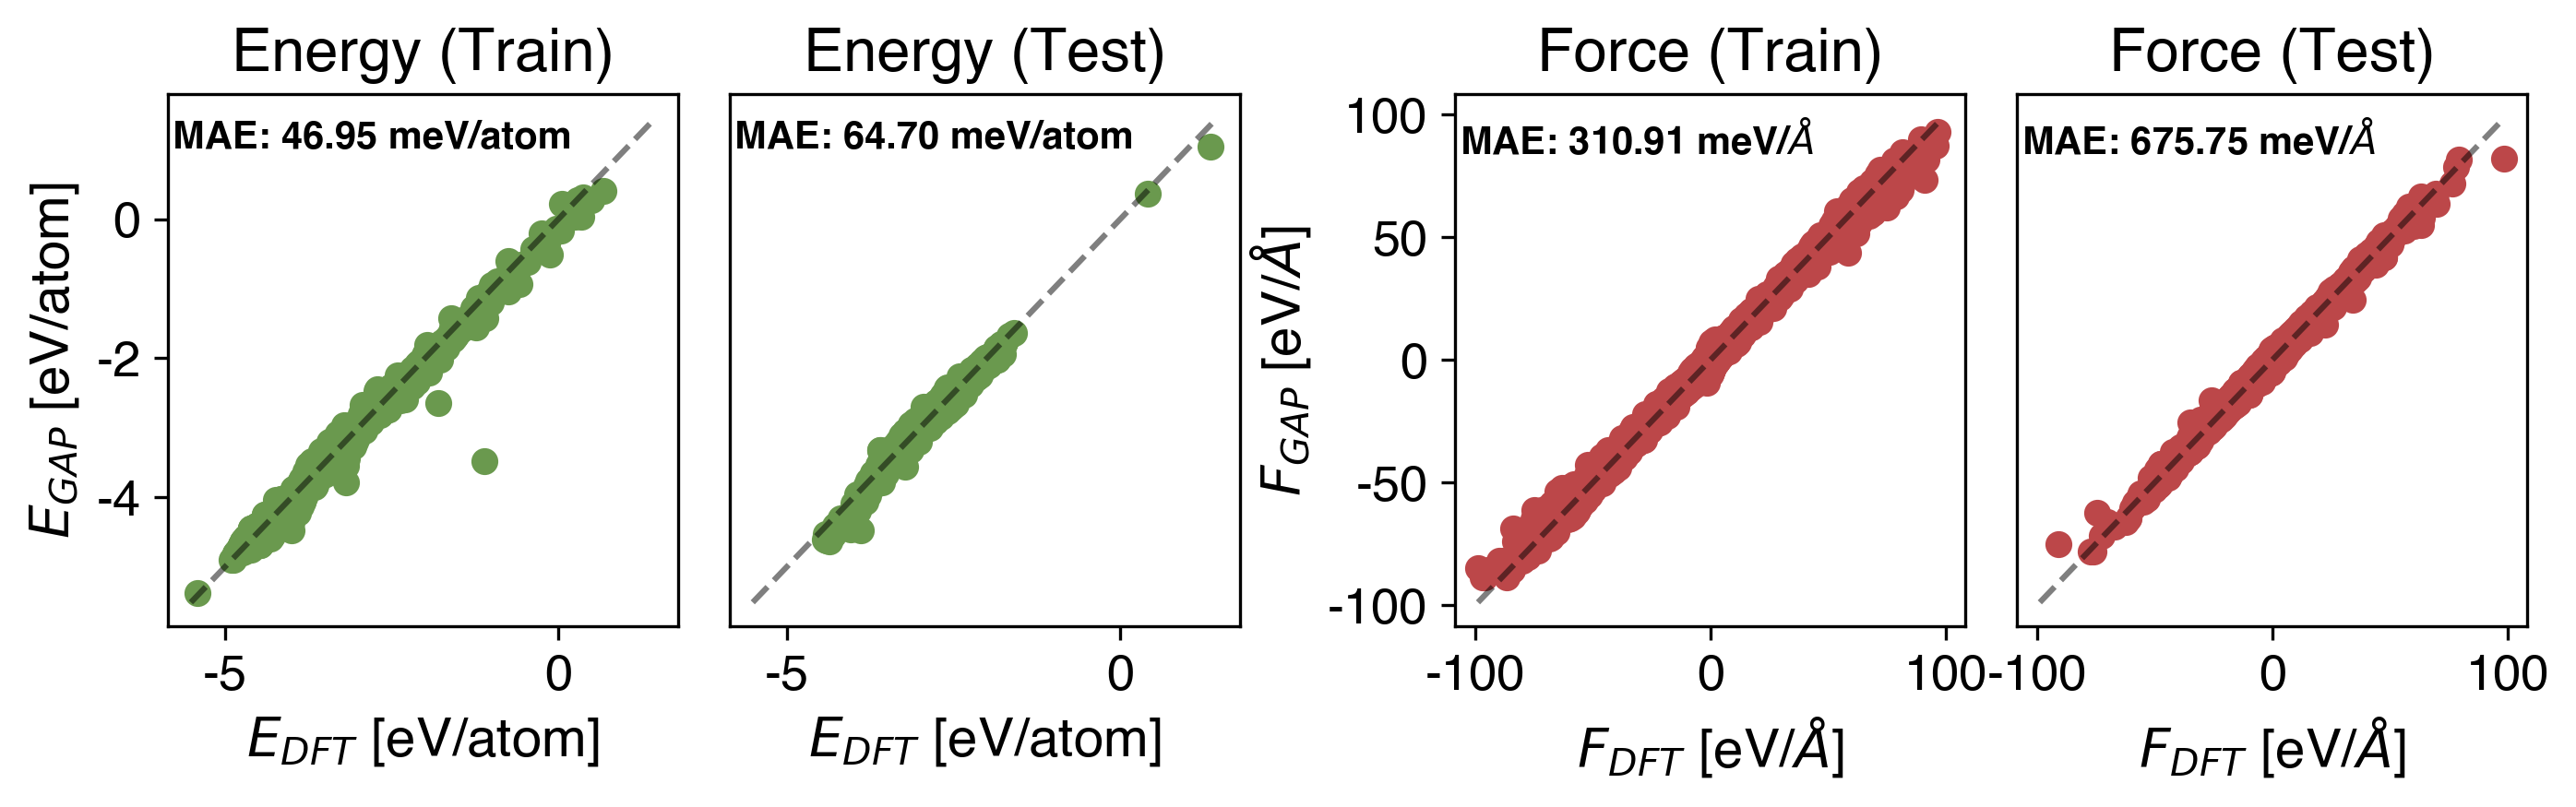 Energy (Train)
MAE: 46.95 meV/atom
E_GAP [eV/atom]
0
-2
-4
-5
0
E_DFT [eV/atom]
Energy (Test)
MAE: 64.70 meV/atom
-5
0
E_DFT [eV/atom]
Force (Train)
MAE: 310.91 meV/Å
F_GAP [eV/Å]
100
50
0
-50
-100
-100
0
100
F_DFT [eV/Å]
Force (Test)
MAE: 675.75 meV/Å
-100
0
100
F_DFT [eV/Å]